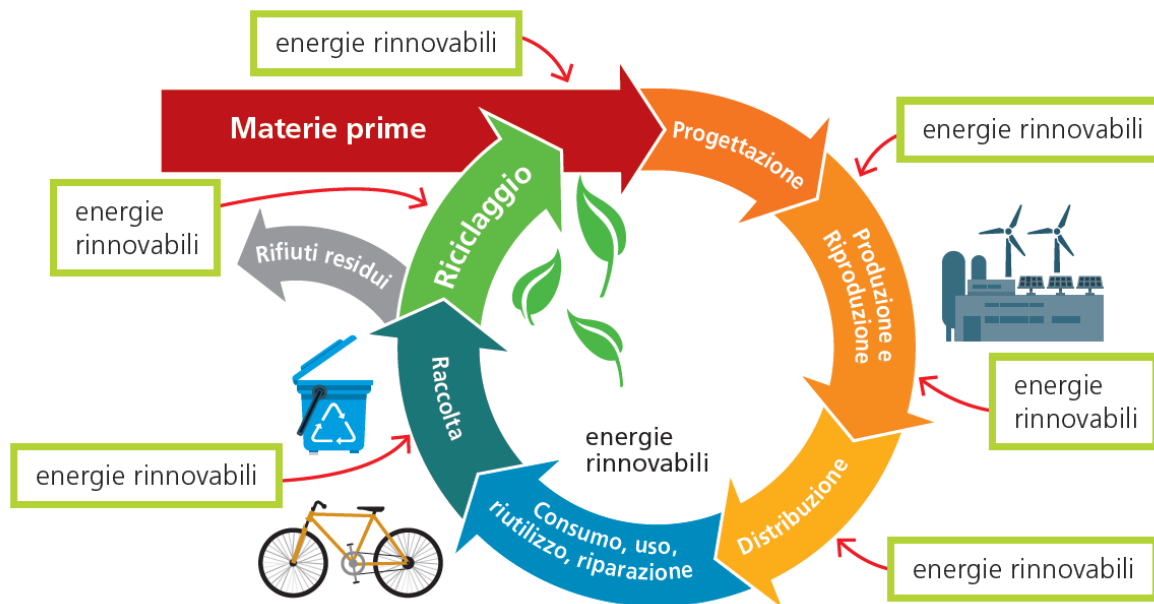 energie rinnovabili
Materie prime
Progettazione
energie rinnovabili
energie
rinnovabili
Riciclaggio
Rifiuti residui
Produzione e
Riproduzione
energie
rinnovabili
Raccolta
energie
rinnovabili
energie rinnovabili
Distribuzione
Consumo, uso,
riutilizzo, riparazione
energie rinnovabili